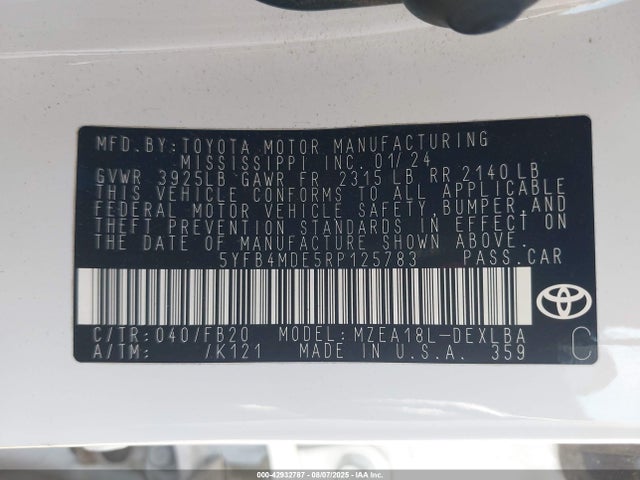 MFD. BY: TOYOTA MOTOR MANUFACTURING
MISSISSIPPI INC. 01/24
GVWR 3925LB GAWR FR 2315 LB RR 2140 LB
THIS VEHICLE CONFORMS TO ALL APPLICABLE
FEDERAL MOTOR VEHICLE SAFETY, BUMPER, AND
THEFT PREVENTION STANDARDS IN EFFECT ON
THE DATE OF MANUFACTURE SHOWN ABOVE.
5YFB4MDE5RP125783 PASS. CAR
C/TR: 040/FB20 MODEL: MZEA18L-DEXLBA
A/TM: /K121 MADE IN U.S.A. 359
C
000-42932787 - 08/07/2025 - IAA Inc.